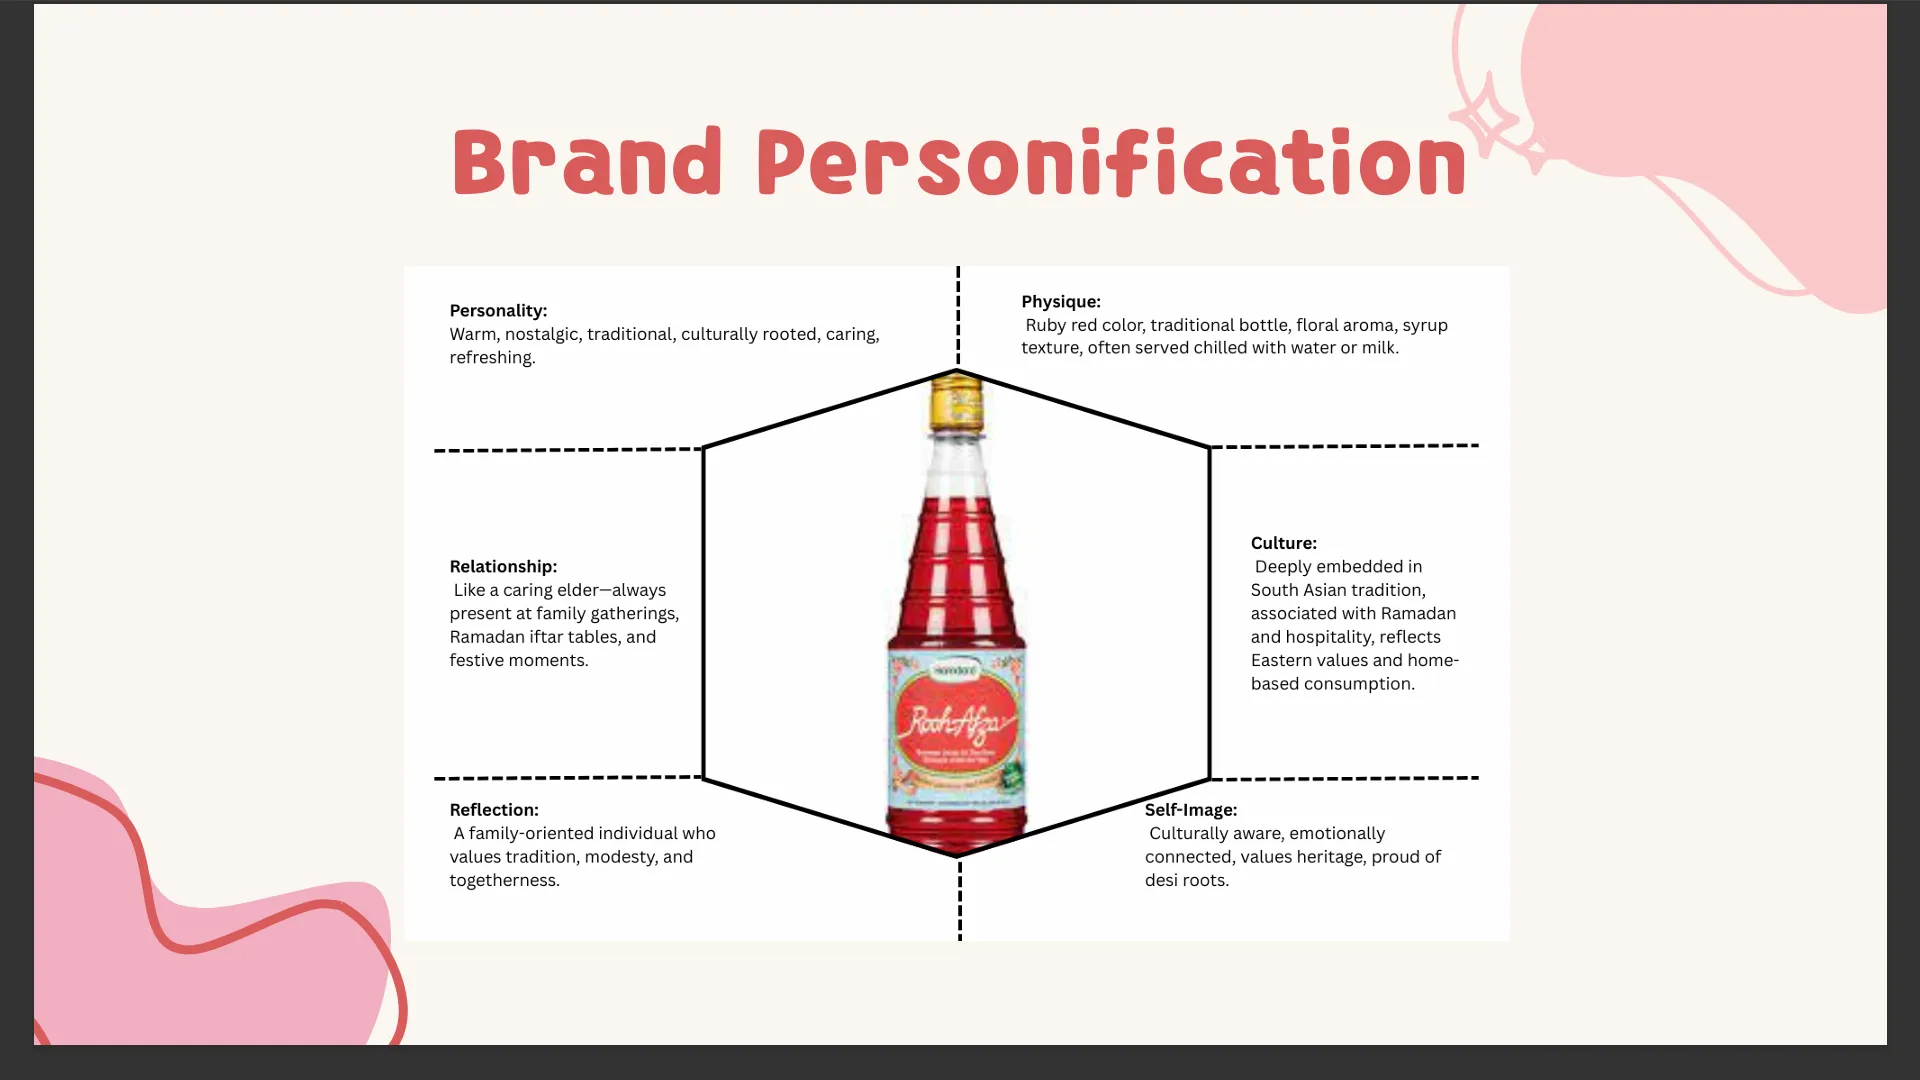 Brand Personification
Personality:
Warm, nostalgic, traditional, culturally rooted, caring,
refreshing.
Physique:
Ruby red color, traditional bottle, floral aroma, syrup
texture, often served chilled with water or milk.
Relationship:
Like a caring elder—always
present at family gatherings,
Ramadan iftar tables, and
festive moments.
Culture:
Deeply embedded in
South Asian tradition,
associated with Ramadan
and hospitality, reflects
Eastern values and home-
based consumption.
Hamdard
Rooh Afza
Reflection:
A family-oriented individual who
values tradition, modesty, and
togetherness.
Self-Image:
Culturally aware, emotionally
connected, values heritage, proud of
desi roots.